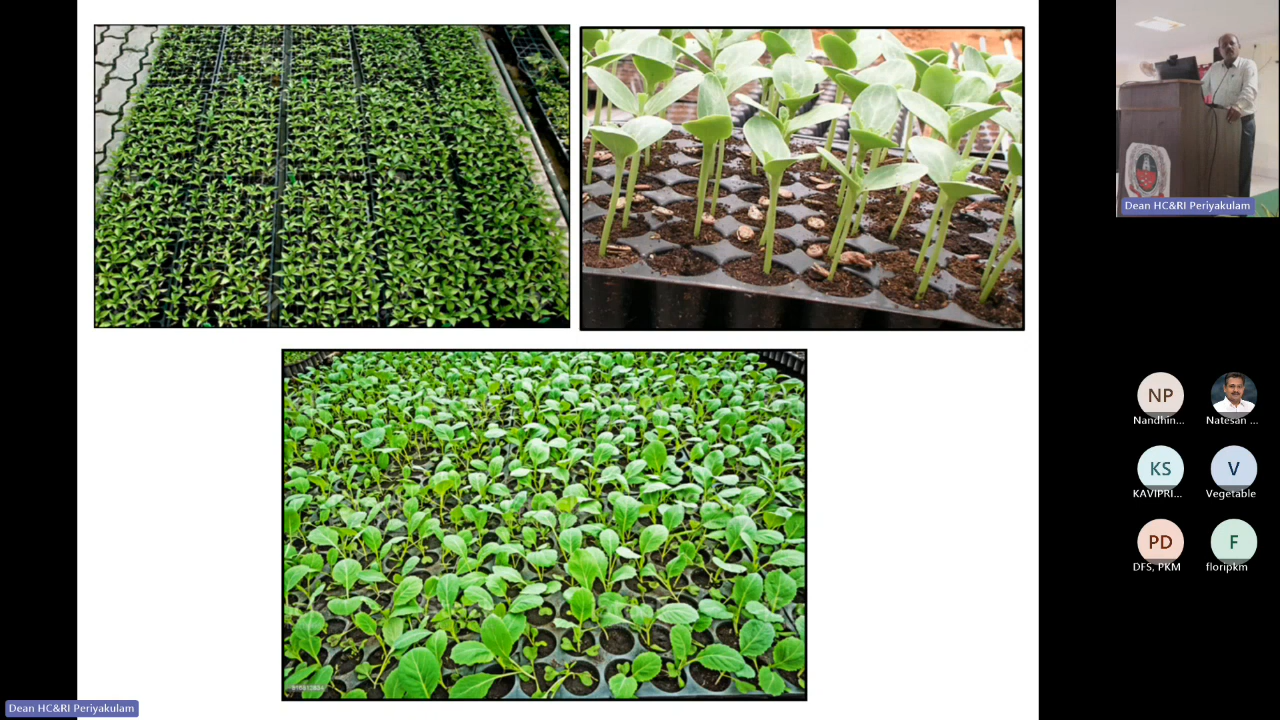 Dean HC&RI Periyakulam
NP
Nandhin...
Natesan ...
KS
KAVIPRI...
V
Vegetable
PD
DFS, PKM
F
floripkm
Dean HC&RI Periyakulam